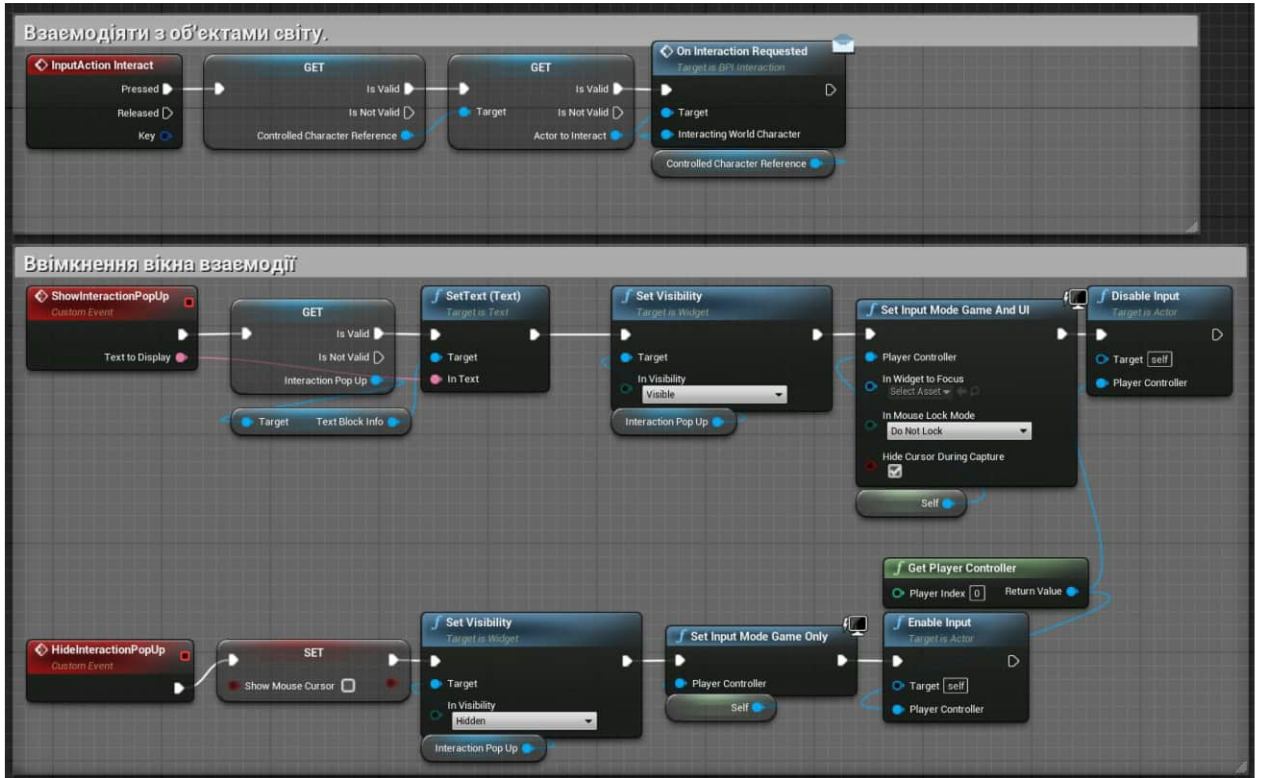 Взаємодіяти з об'єктами світу.
InputAction Interact
Pressed
Released
Key
GET
Is Valid
Is Not Valid
Controlled Character Reference
GET
Is Valid
Target
Is Not Valid
Actor to Interact
On Interaction Requested
Target is BPI Interaction
Target
Interacting World Character
Controlled Character Reference
Ввімкнення вікна взаємодії
ShowInteractionPopUp
Custom Event
Text to Display
GET
Is Valid
Is Not Valid
Interaction Pop Up
Target Text Block Info
SetText (Text)
Target is Text
Target
In Text
Set Visibility
Target is Widget
Target
In Visibility
Visible
Interaction Pop Up
Set Input Mode Game And UI
Player Controller
In Widget to Focus
Select Asset
In Mouse Lock Mode
Do Not Lock
Hide Cursor During Capture
Self
Disable Input
Target is Actor
Target self
Player Controller
Get Player Controller
Player Index 0 Return Value
HideInteractionPopUp
Custom Event
SET
Show Mouse Cursor
Set Visibility
Target is Widget
Target
In Visibility
Hidden
Interaction Pop Up
Set Input Mode Game Only
Player Controller
Self
Enable Input
Target is Actor
Target self
Player Controller